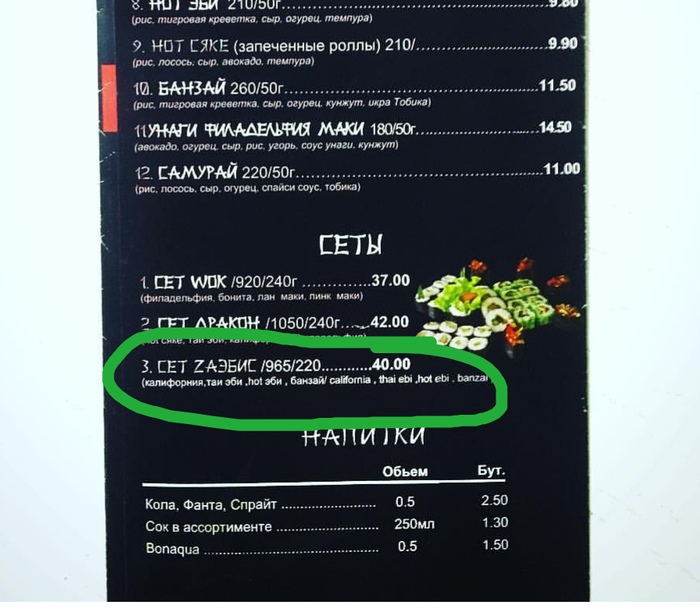 8. HOT ЭБИ 210/50г...........9.80
(рис, тигровая креветка, сыр, огурец, темпура)
9. НОТ СЯКЕ (запеченные роллы) 210/...........9.90
(рис, лосось, сыр, авокадо, темпура)
10. БАНЗАЙ 260/50г...........11.50
(рис, тигровая креветка, сыр, огурец, кунжут, икра Тобика)
11УНАГИ ФИЛАДЕЛЬФИЯ МАКИ 180/50г...........14.50
(авокадо, огурец, сыр, рис, угорь, соус унаги, кунжут)
12. САМУРАЙ 220/50г...........11.00
(рис, лосось, сыр, огурец, спайси соус, тобика)
СЕТЫ
1. СЕТ WOK /920/240г ...........37.00
(филадельфия, бонита, лан маки, пинк маки)
2. СЕТ ДРАКОН /1050/240г...........42.00
3. СЕТ ZАЭБИС /965/220...........40.00
(калифорния,таи эби ,hot эби , банзай/ california , thai ebi ,hot ebi , banzai
НАПИТКИ
Обьем Бут.
Кола, Фанта, Спрайт ........... 0.5 2.50
Сок в ассортименте ........... 250мл 1.30
Bonaqua ........... 0.5 1.50